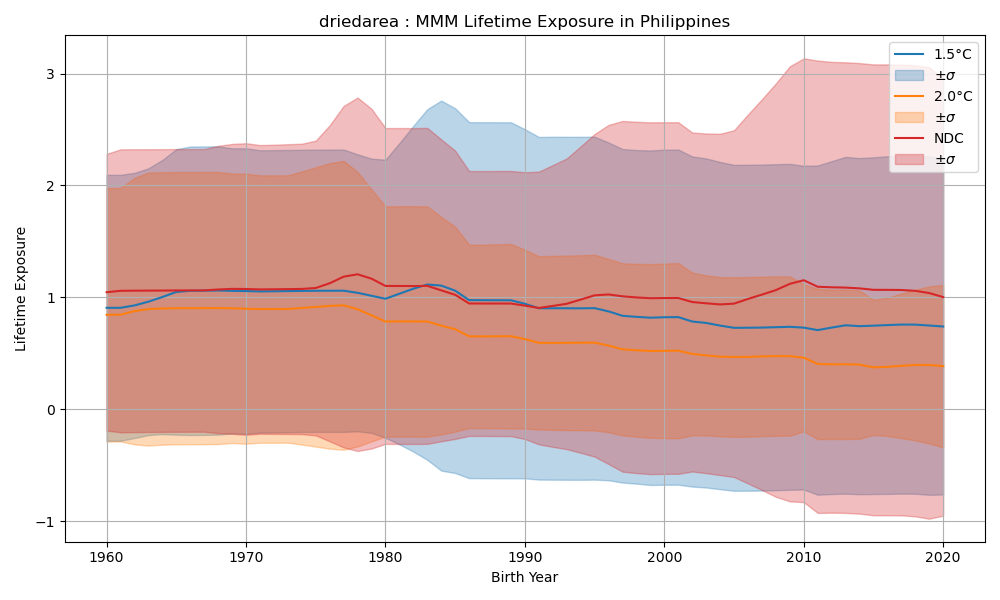 driedarea : MMM Lifetime Exposure in Philippines
Lifetime Exposure
3
2
1
0
−1
1960 1970 1980 1990 2000 2010 2020
Birth Year
1.5°C
±σ
2.0°C
±σ
NDC
±σ